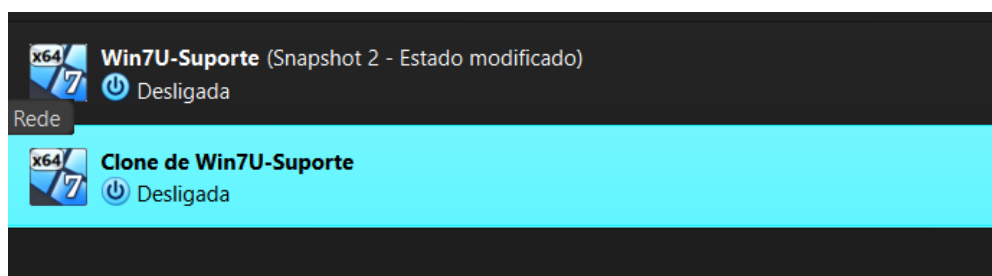 x64 Win7U-Suporte (Snapshot 2 - Estado modificado)
7 Desligada
Rede
x64 Clone de Win7U-Suporte
7 Desligada